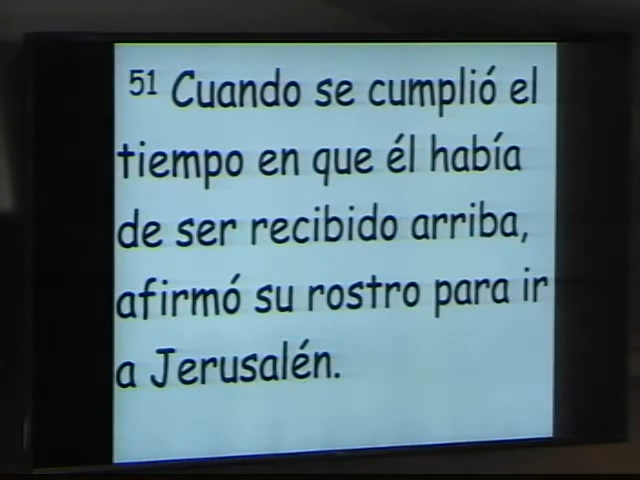 51 Cuando se cumplió el
tiempo en que él había
de ser recibido arriba,
afirmó su rostro para ir
a Jerusalén.